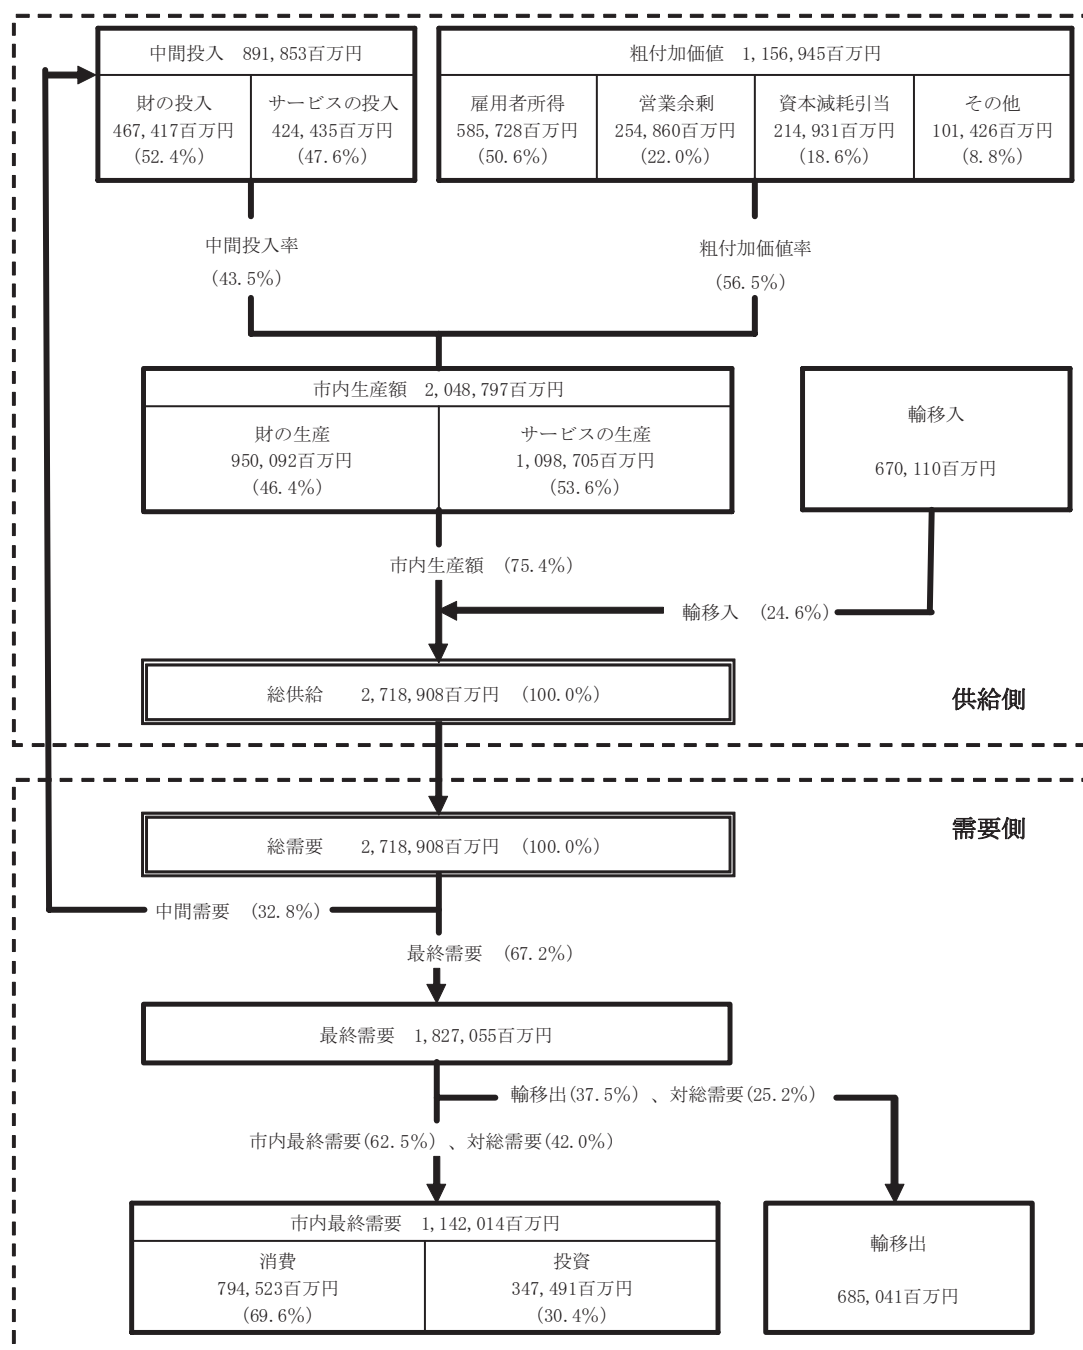 中間投入 891,853百万円
財の投入
467,417百万円
(52.4%)
サービスの投入
424,435百万円
(47.6%)
粗付加価値 1,156,945百万円
雇用者所得
585,728百万円
(50.6%)
営業余剰
254,860百万円
(22.0%)
資本減耗引当
214,931百万円
(18.6%)
その他
101,426百万円
(8.8%)
中間投入率
(43.5%)
粗付加価値率
(56.5%)
市内生産額 2,048,797百万円
財の生産
950,092百万円
(46.4%)
サービスの生産
1,098,705百万円
(53.6%)
輸移入
670,110百万円
市内生産額 (75.4%)
輸移入 (24.6%)
総供給 2,718,908百万円 (100.0%)
供給側
需要側
総需要 2,718,908百万円 (100.0%)
中間需要 (32.8%)
最終需要 (67.2%)
最終需要 1,827,055百万円
輸移出(37.5%) 、対総需要(25.2%)
市内最終需要(62.5%) 、対総需要(42.0%)
市内最終需要 1,142,014百万円
消費
794,523百万円
(69.6%)
投資
347,491百万円
(30.4%)
輸移出
685,041百万円